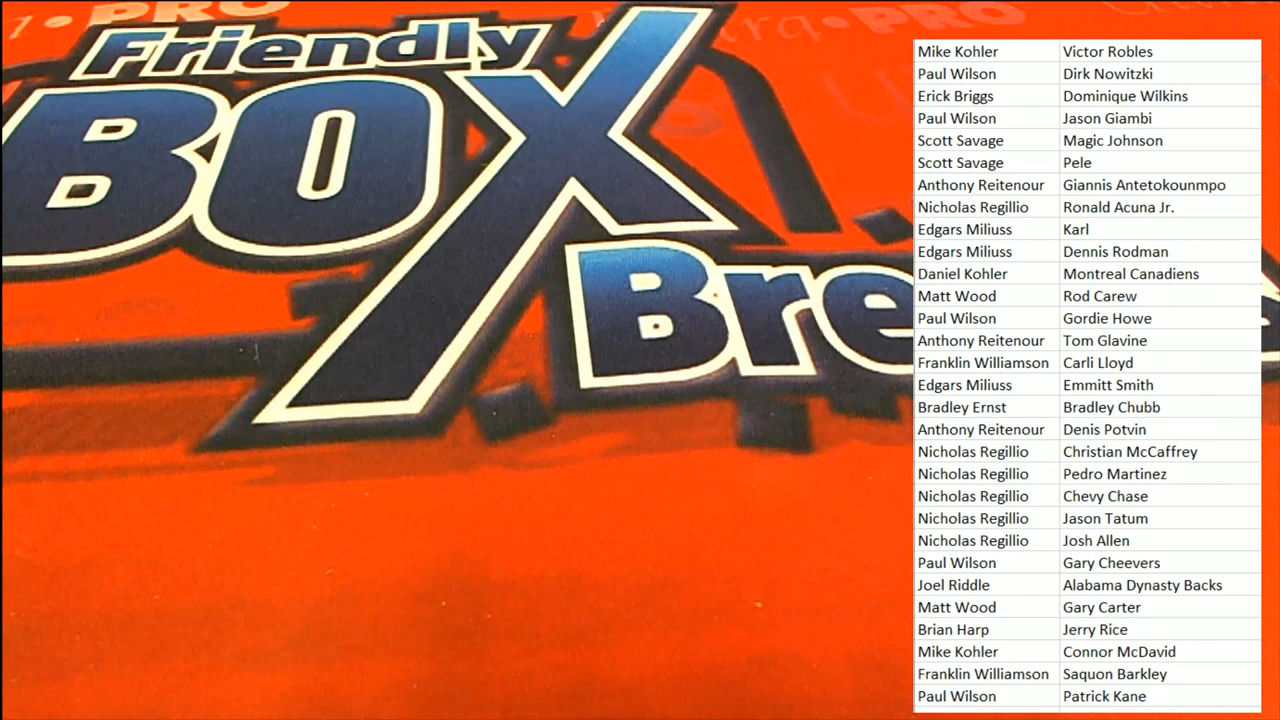 PRO
PRO
Friendly
BOX
Bre
Mike Kohler Victor Robles
Paul Wilson Dirk Nowitzki
Erick Briggs Dominique Wilkins
Paul Wilson Jason Giambi
Scott Savage Magic Johnson
Scott Savage Pele
Anthony Reitenour Giannis Antetokounmpo
Nicholas Regillio Ronald Acuna Jr.
Edgars Miliuss Karl
Edgars Miliuss Dennis Rodman
Daniel Kohler Montreal Canadiens
Matt Wood Rod Carew
Paul Wilson Gordie Howe
Anthony Reitenour Tom Glavine
Franklin Williamson Carli Lloyd
Edgars Miliuss Emmitt Smith
Bradley Ernst Bradley Chubb
Anthony Reitenour Denis Potvin
Nicholas Regillio Christian McCaffrey
Nicholas Regillio Pedro Martinez
Nicholas Regillio Chevy Chase
Nicholas Regillio Jason Tatum
Nicholas Regillio Josh Allen
Paul Wilson Gary Cheevers
Joel Riddle Alabama Dynasty Backs
Matt Wood Gary Carter
Brian Harp Jerry Rice
Mike Kohler Connor McDavid
Franklin Williamson Saquon Barkley
Paul Wilson Patrick Kane